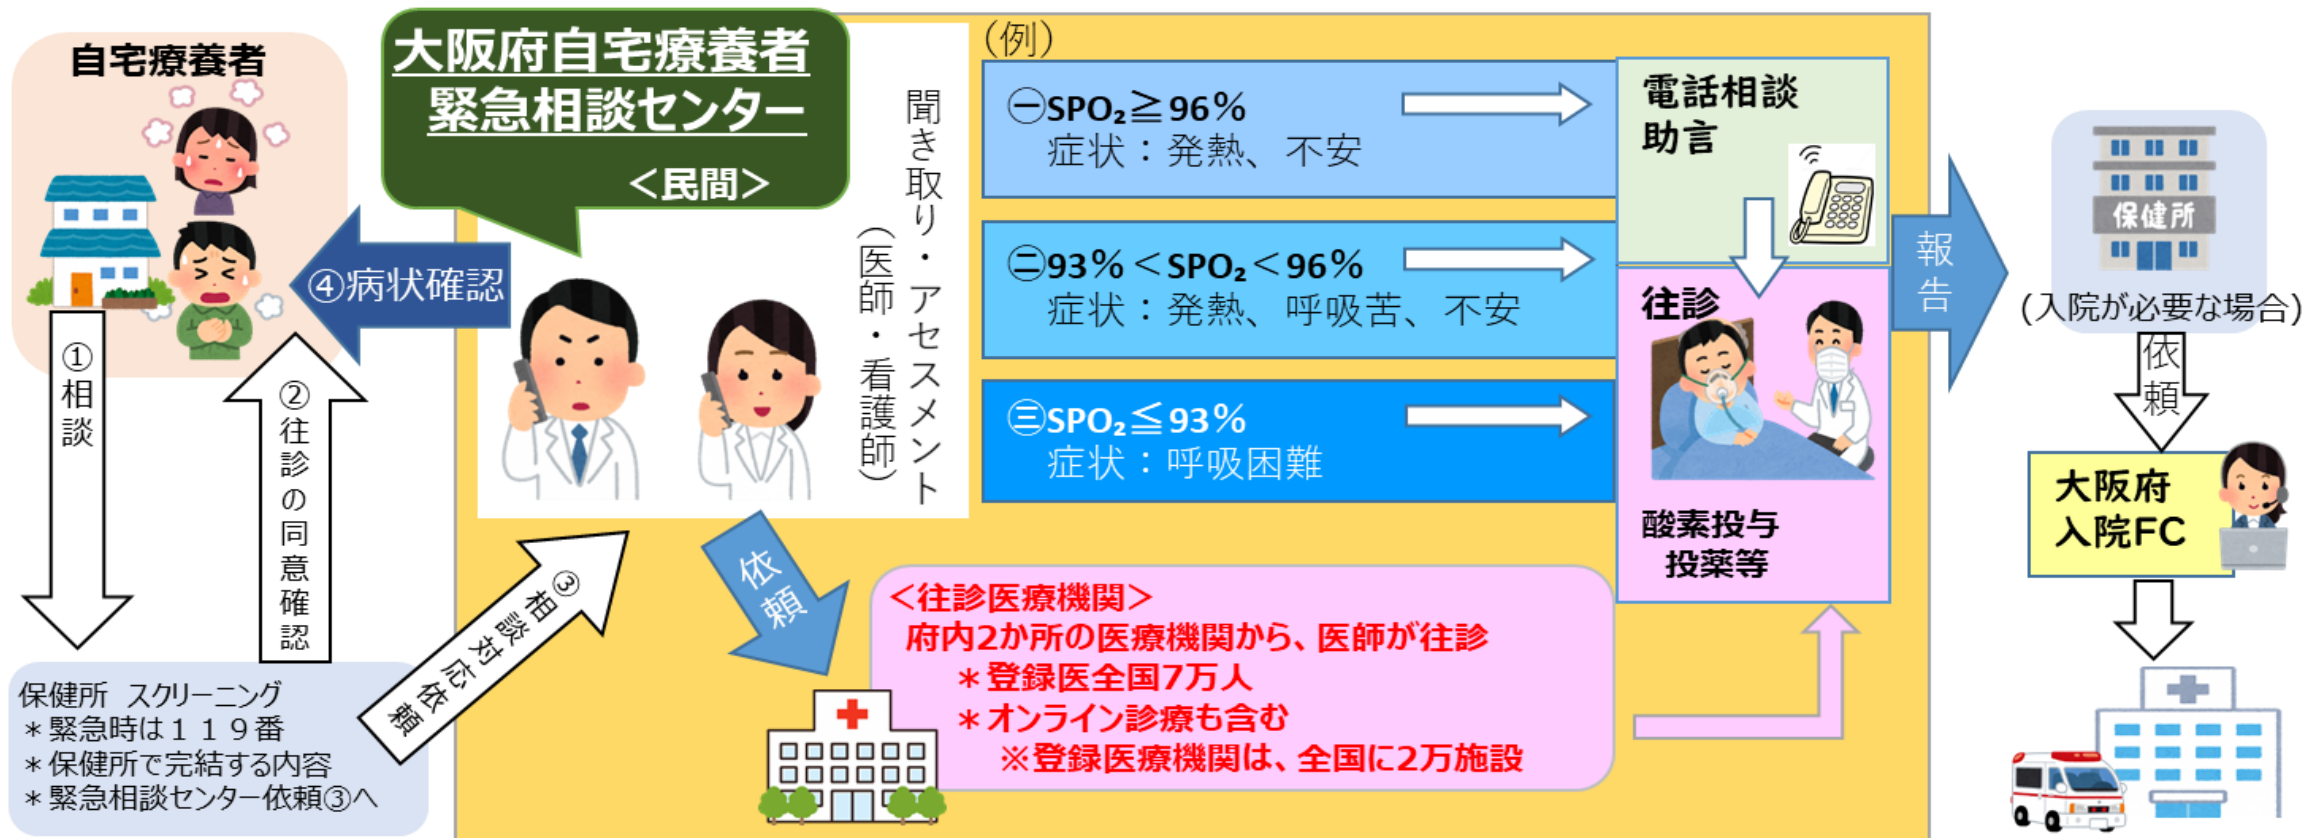 自宅療養者
大阪府自宅療養者
緊急相談センター
＜民間＞
聞き取り・アセスメント
（医師・看護師）
④病状確認
①相談
②往診の同意確認
③相談対応依頼
保健所 スクリーニング
＊緊急時は１１９番
＊保健所で完結する内容
＊緊急相談センター依頼③へ
(例)
㊀SPO₂≧96%
症状：発熱、不安
㊁93%＜SPO₂＜96%
症状：発熱、呼吸苦、不安
㊂SPO₂≦93%
症状：呼吸困難
電話相談
助言
往診
酸素投与
投薬等
依頼
＜往診医療機関＞
府内2か所の医療機関から、医師が往診
＊登録医全国7万人
＊オンライン診療も含む
※登録医療機関は、全国に2万施設
報告
保健所
(入院が必要な場合)
依頼
大阪府
入院FC